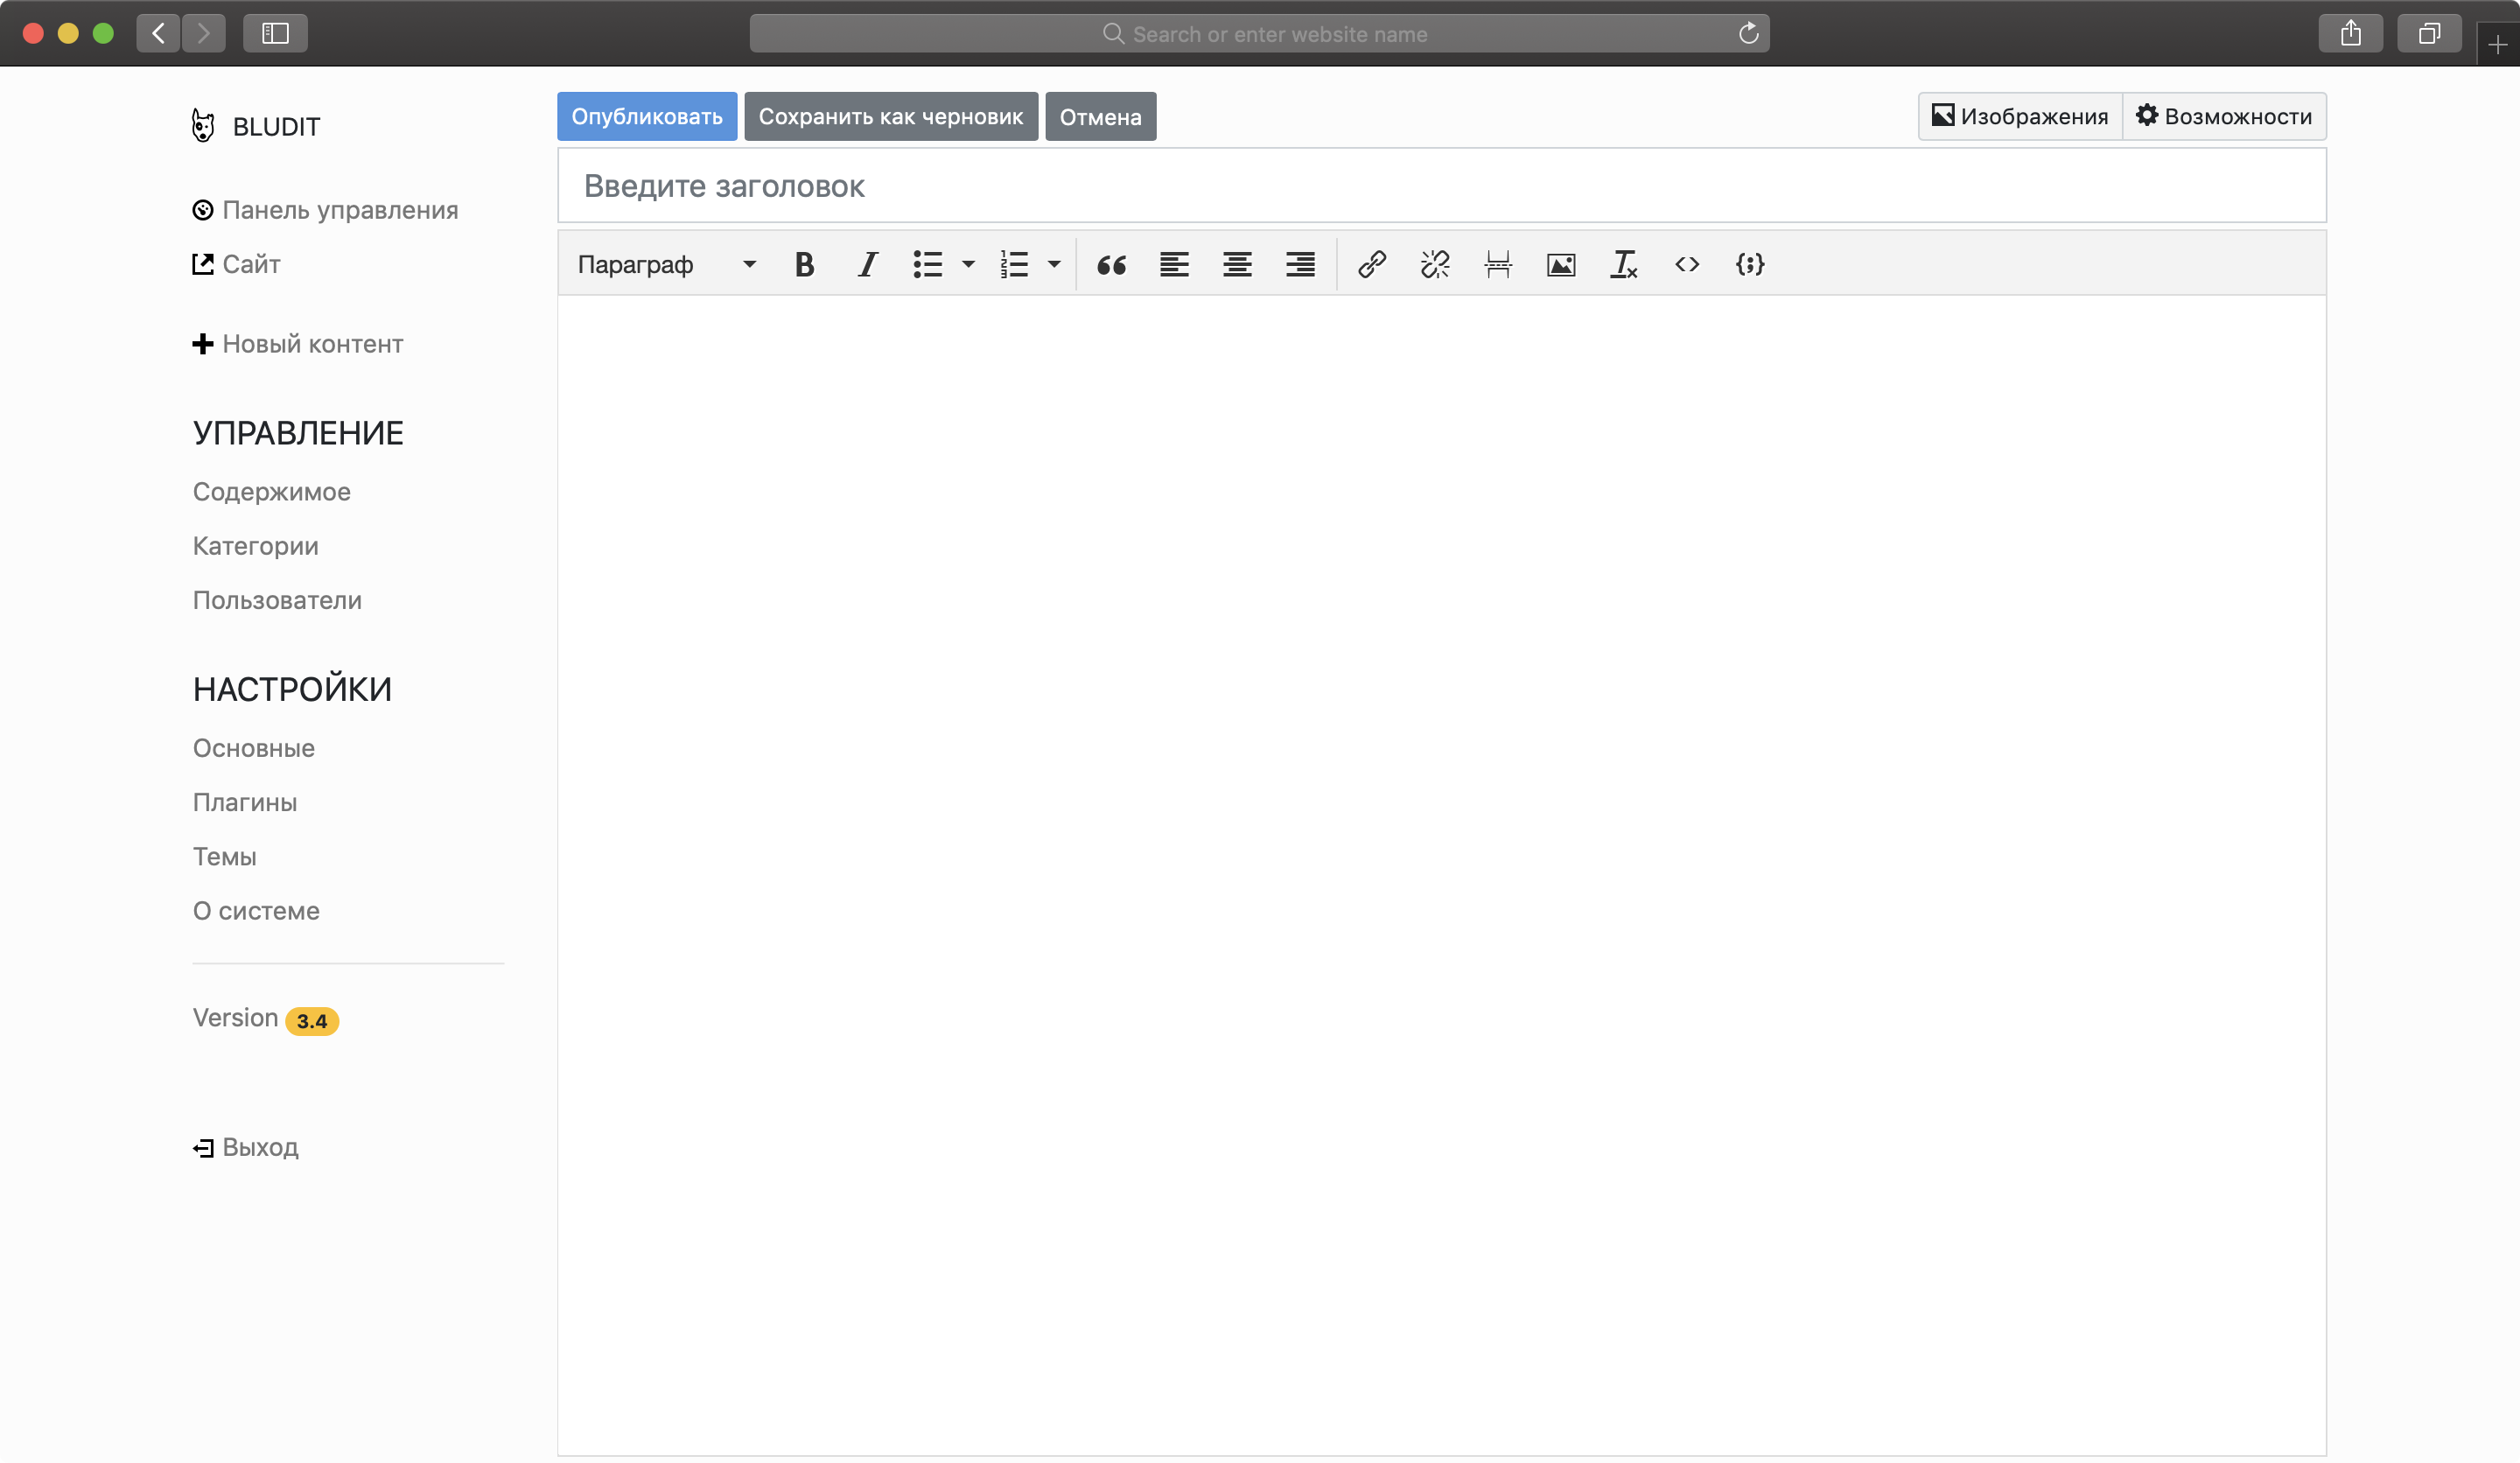 Search or enter website name
BLUDIT
Панель управления
Сайт
Новый контент
УПРАВЛЕНИЕ
Содержимое
Категории
Пользователи
НАСТРОЙКИ
Основные
Плагины
Темы
О системе
Version 3.4
Выход
Опубликовать Сохранить как черновик Отмена Изображения Возможности
Введите заголовок
Параграф